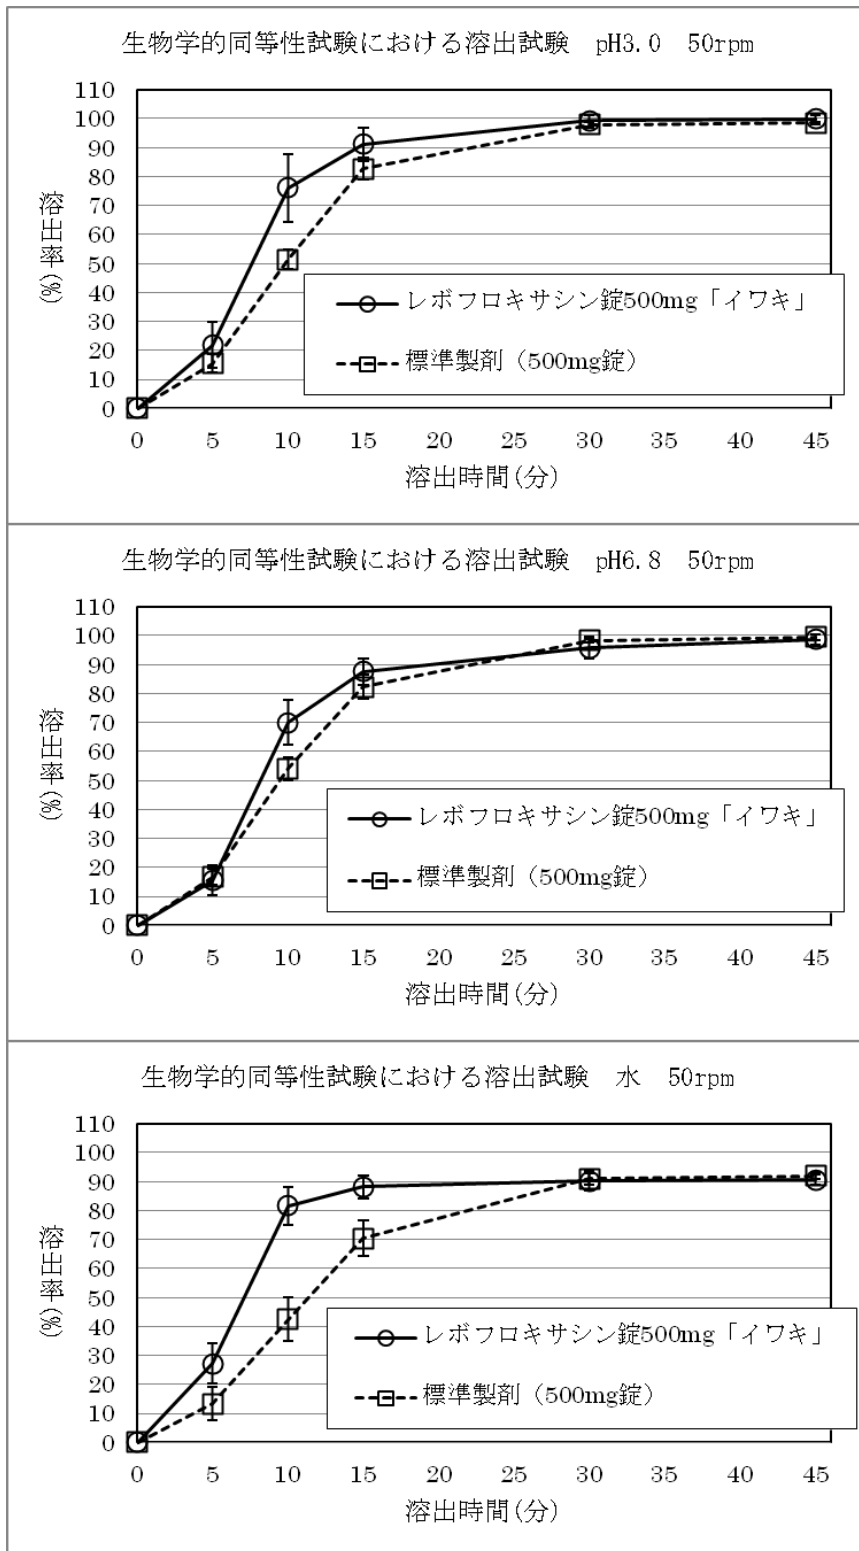 生物学的同等性試験における溶出試験　pH3.0　50rpm
110
100
90
80
70
60
50
40
30
20
10
0
溶出率(%)
レボフロキサシン錠500mg「イワキ」
標準製剤（500mg錠）
0 5 10 15 20 25 30 35 40 45
溶出時間(分)
生物学的同等性試験における溶出試験　pH6.8　50rpm
110
100
90
80
70
60
50
40
30
20
10
0
溶出率(%)
レボフロキサシン錠500mg「イワキ」
標準製剤（500mg錠）
0 5 10 15 20 25 30 35 40 45
溶出時間(分)
生物学的同等性試験における溶出試験　水　50rpm
110
100
90
80
70
60
50
40
30
20
10
0
溶出率(%)
レボフロキサシン錠500mg「イワキ」
標準製剤（500mg錠）
0 5 10 15 20 25 30 35 40 45
溶出時間(分)